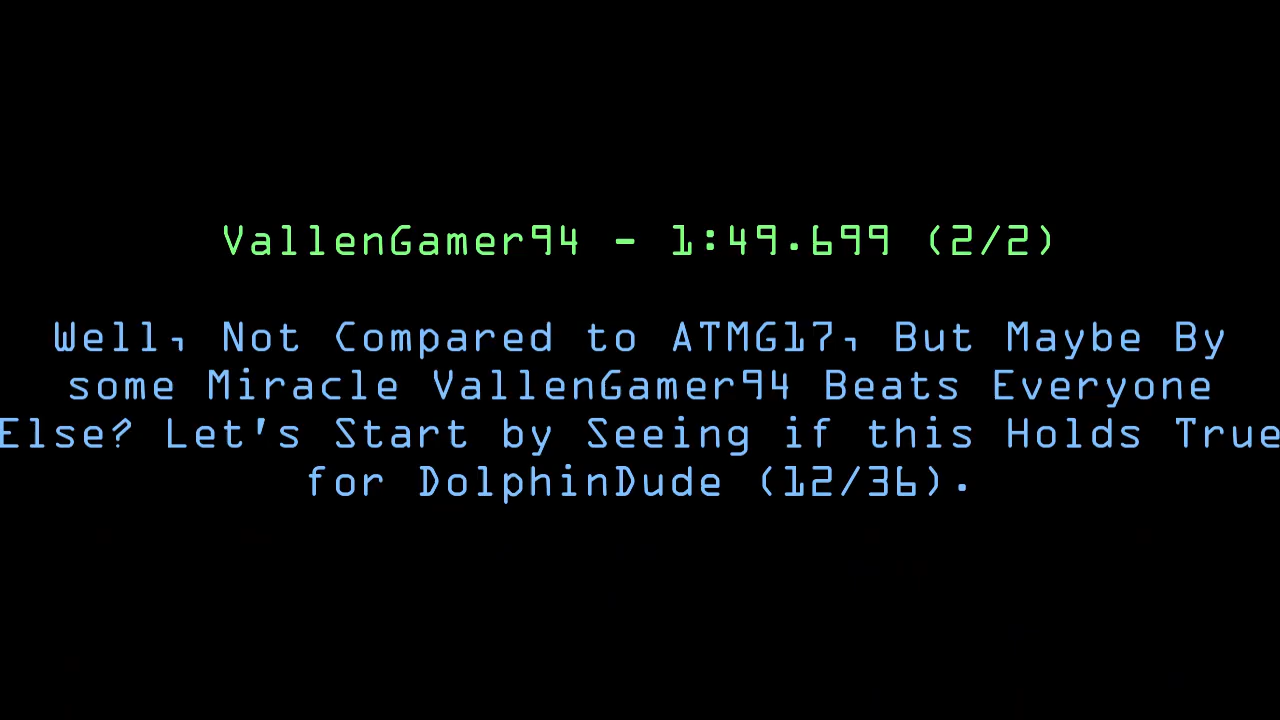 VallenGamer94 - 1:49.699 (2/2)
Well, Not Compared to ATMG17, But Maybe By
some Miracle VallenGamer94 Beats Everyone
Else? Let's Start by Seeing if this Holds True
for DolphinDude (12/36).